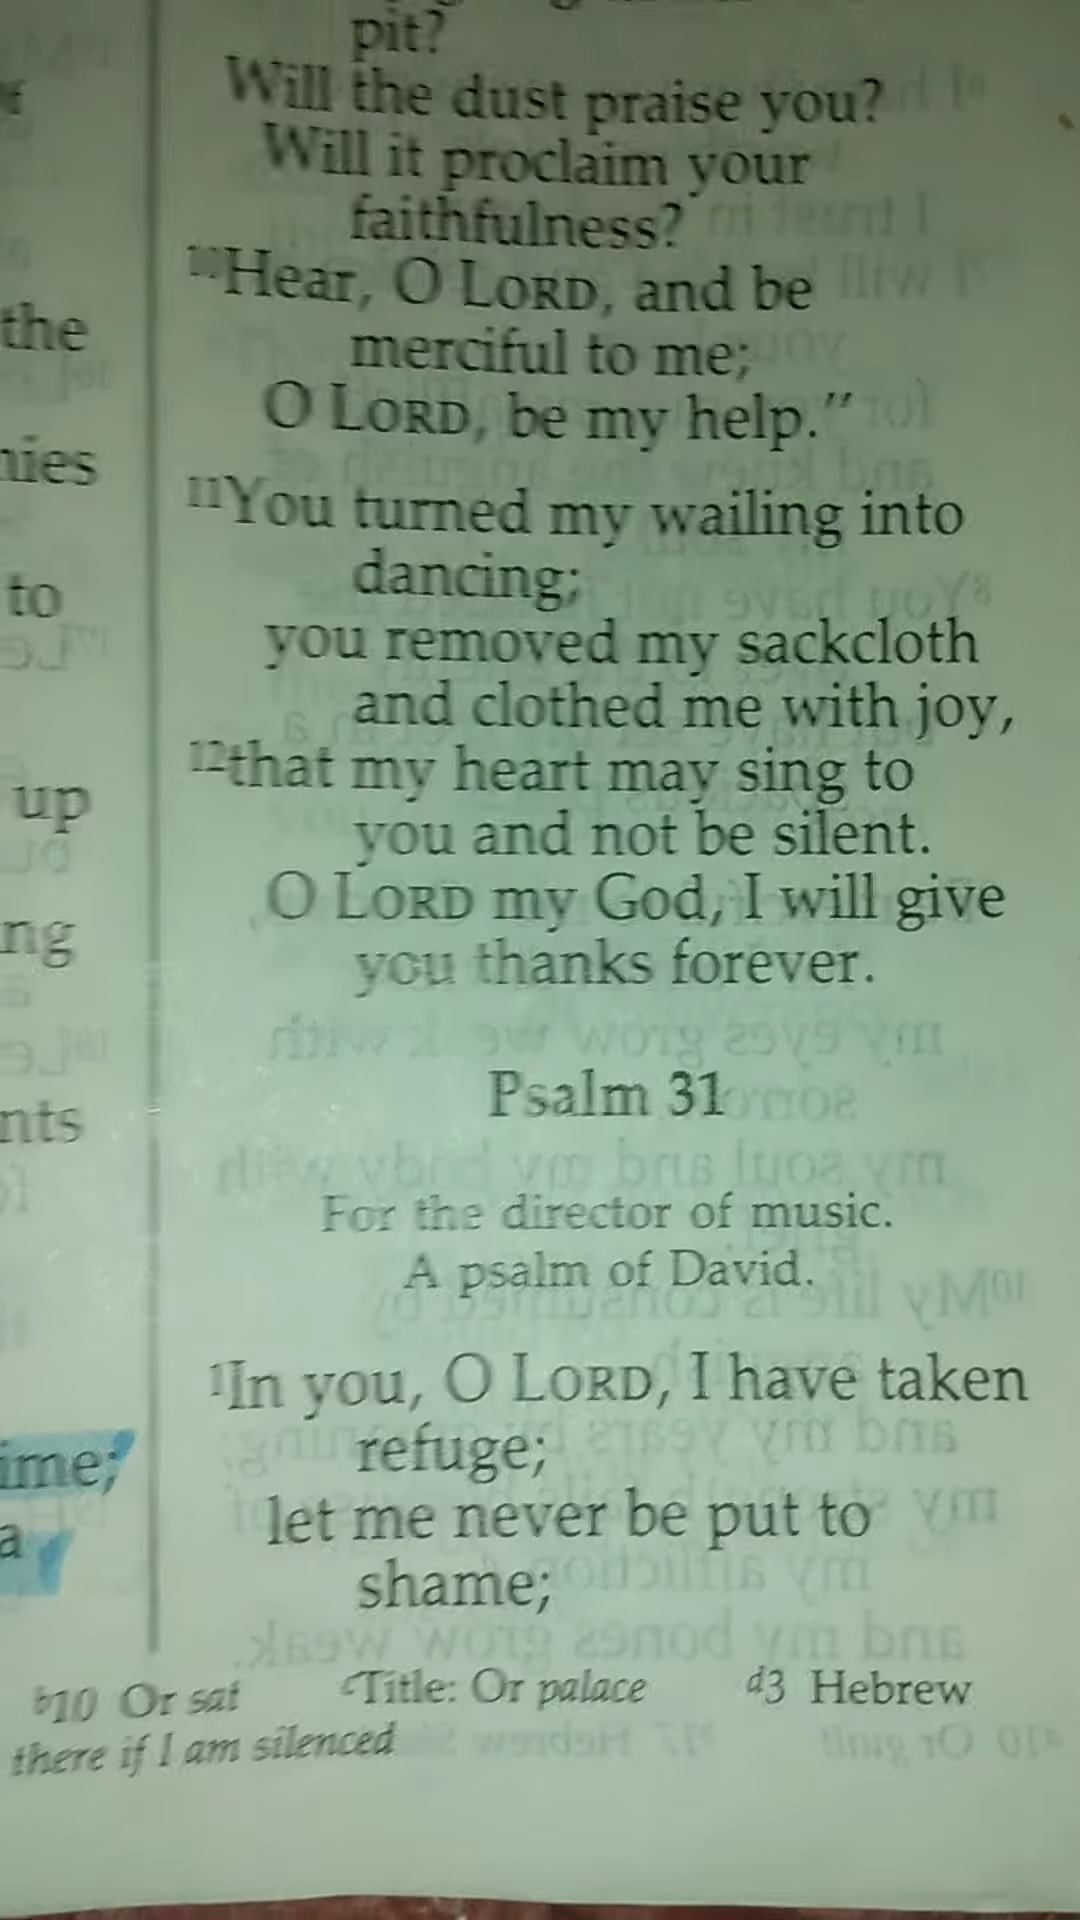 the
nies
to
up
ng
nts
ime;
a
pit?
Will the dust praise you?
Will it proclaim your
faithfulness?
10Hear, O LORD, and be
merciful to me;
O LORD, be my help."
11You turned my wailing into
dancing;
you removed my sackcloth
and clothed me with joy,
12that my heart may sing to
you and not be silent.
O LORD my God, I will give
you thanks forever.
Psalm 31
For the director of music.
A psalm of David.
1In you, O LORD, I have taken
refuge;
let me never be put to
shame;
b10 Or sat cTitle: Or palace d3 Hebrew
there if I am silenced